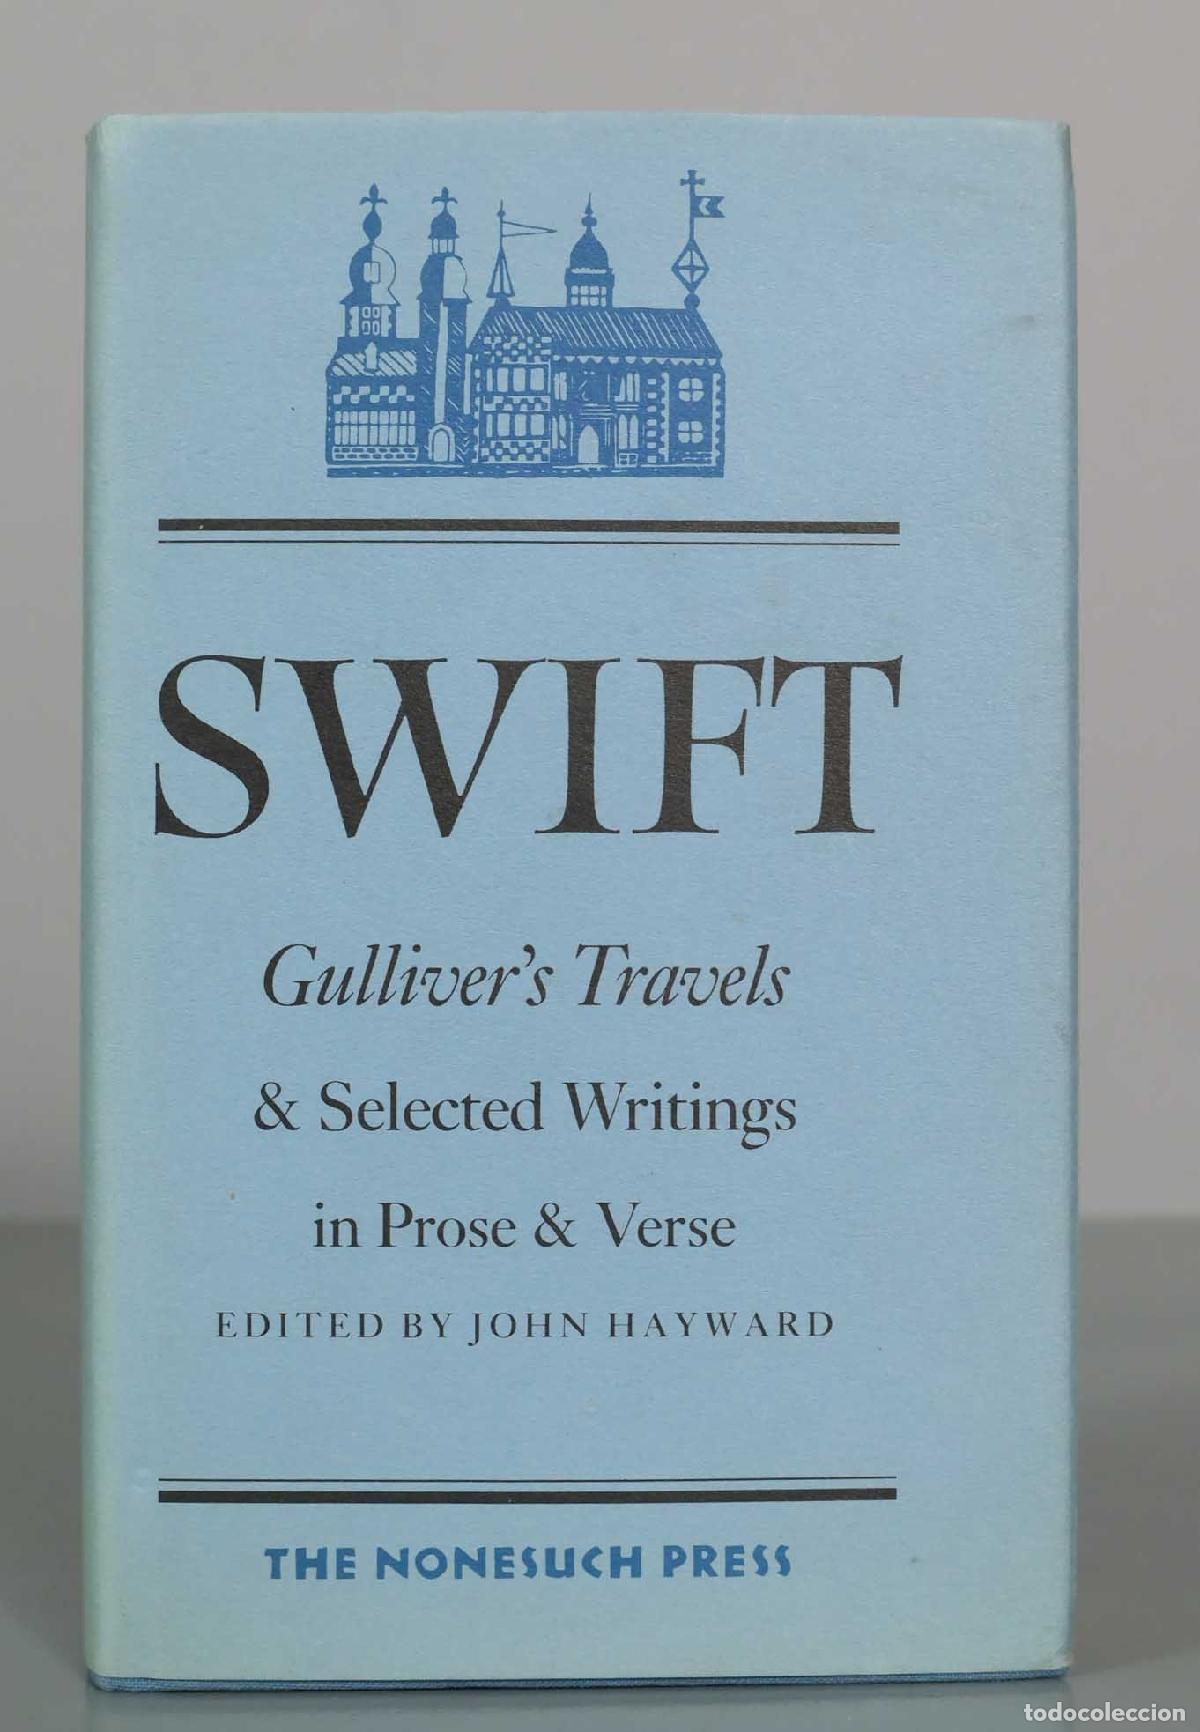 SWIFT
Gulliver's Travels
& Selected Writings
in Prose & Verse
EDITED BY JOHN HAYWARD
THE NONESUCH PRESS
todocoleccion